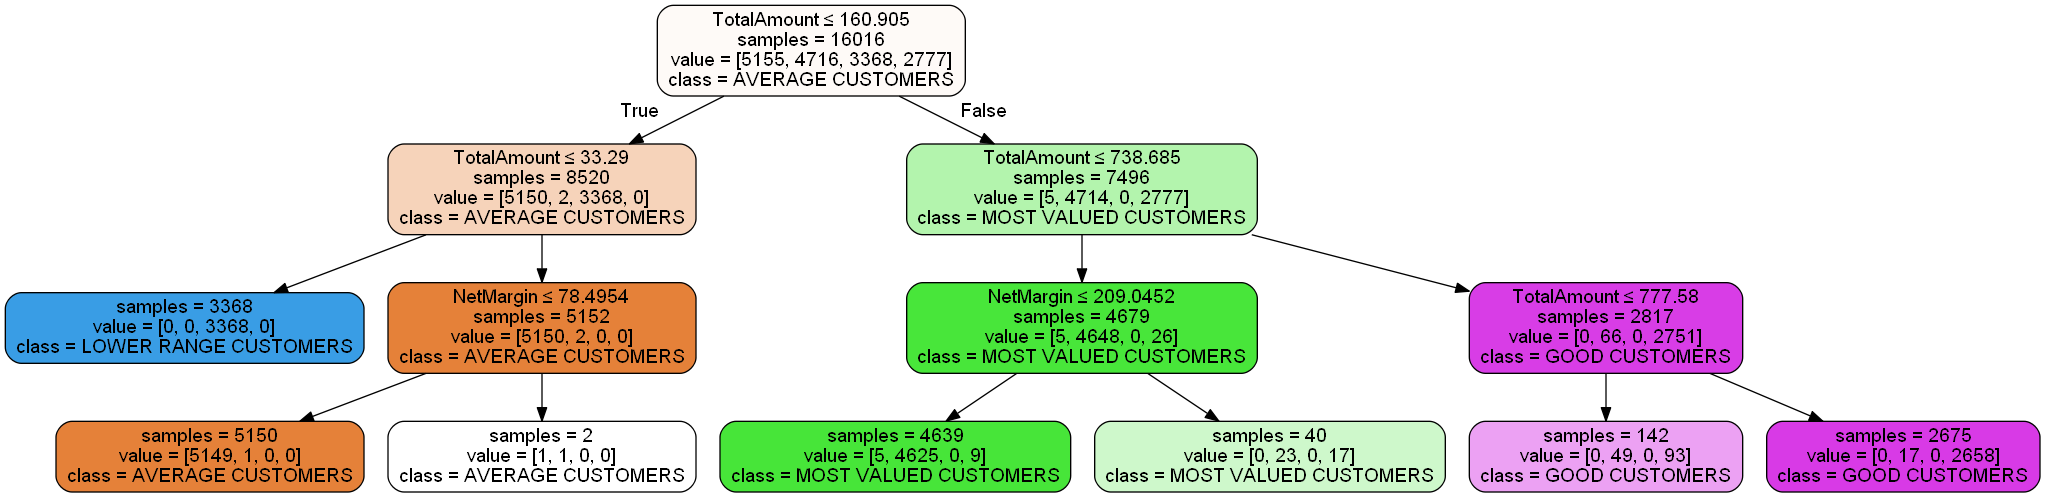 TotalAmount ≤ 160.905
samples = 16016
value = [5155, 4716, 3368, 2777]
class = AVERAGE CUSTOMERS
True
False
TotalAmount ≤ 33.29
samples = 8520
value = [5150, 2, 3368, 0]
class = AVERAGE CUSTOMERS
TotalAmount ≤ 738.685
samples = 7496
value = [5, 4714, 0, 2777]
class = MOST VALUED CUSTOMERS
samples = 3368
value = [0, 0, 3368, 0]
class = LOWER RANGE CUSTOMERS
NetMargin ≤ 78.4954
samples = 5152
value = [5150, 2, 0, 0]
class = AVERAGE CUSTOMERS
NetMargin ≤ 209.0452
samples = 4679
value = [5, 4648, 0, 26]
class = MOST VALUED CUSTOMERS
TotalAmount ≤ 777.58
samples = 2817
value = [0, 66, 0, 2751]
class = GOOD CUSTOMERS
samples = 5150
value = [5149, 1, 0, 0]
class = AVERAGE CUSTOMERS
samples = 2
value = [1, 1, 0, 0]
class = AVERAGE CUSTOMERS
samples = 4639
value = [5, 4625, 0, 9]
class = MOST VALUED CUSTOMERS
samples = 40
value = [0, 23, 0, 17]
class = MOST VALUED CUSTOMERS
samples = 142
value = [0, 49, 0, 93]
class = GOOD CUSTOMERS
samples = 2675
value = [0, 17, 0, 2658]
class = GOOD CUSTOMERS